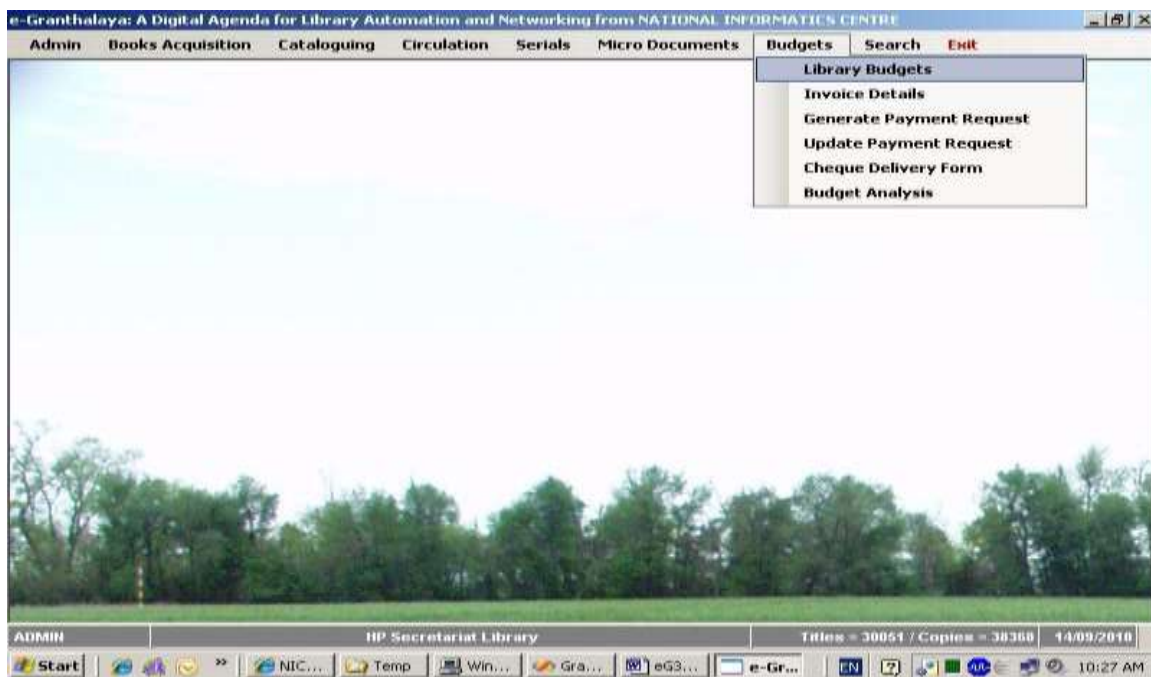 e-Granthalaya: A Digital Agenda for Library Automation and Networking from NATIONAL INFORMATICS CENTRE
Admin Books Acquisition Cataloguing Circulation Serials Micro Documents Budgets Search Exit
Library Budgets
Invoice Details
Generate Payment Request
Update Payment Request
Cheque Delivery Form
Budget Analysis
ADMIN HP Secretariat Library Titles = 30051 / Copies = 38360 14/09/2010
Start » NIC... Temp Win... Gra... eG3... e-Gr... EN 10:27 AM